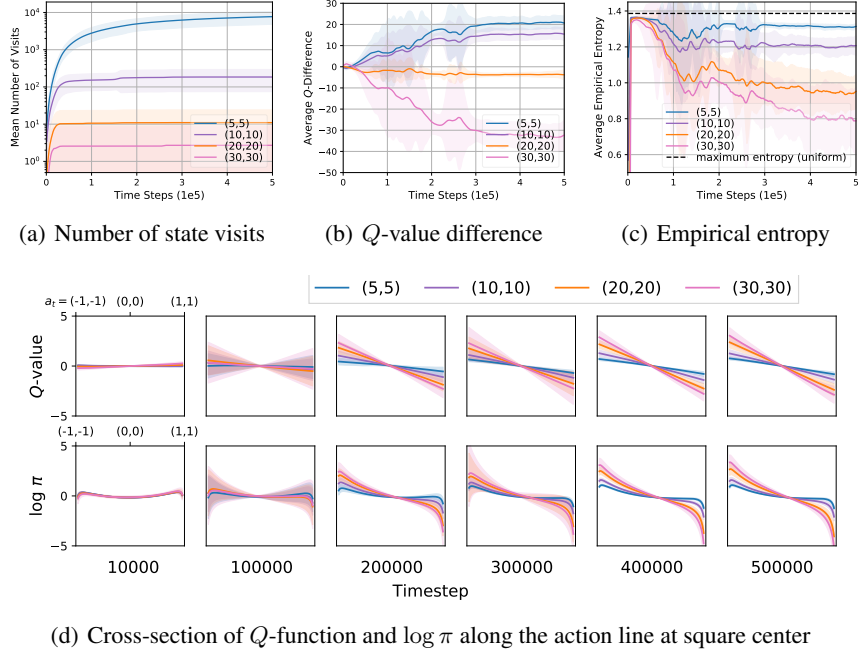 10⁴
10³
10²
10¹
10⁰
Mean Number of Visits
(5,5)
(10,10)
(20,20)
(30,30)
0 1 2 3 4 5
Time Steps (1e5)
(a) Number of state visits
50
40
30
20
10
0
−10
−20
−30
−40
−50
Average Q-Difference
(5,5)
(10,10)
(20,20)
(30,30)
0 1 2 3 4 5
Time Steps (1e5)
(b) Q-value difference
1.4
1.2
1.0
0.8
0.6
Average Empirical Entropy
(5,5)
(10,10)
(20,20)
(30,30)
maximum entropy (uniform)
0 1 2 3 4 5
Time Steps (1e5)
(c) Empirical entropy
(5,5) (10,10) (20,20) (30,30)
aₜ = (-1,-1) (0,0) (1,1)
5
0
−5
Q-value
(-1,-1) (0,0) (1,1)
5
0
−5
log π
10000 100000 200000 300000 400000 500000
Timestep
(d) Cross-section of Q-function and log π along the action line at square center